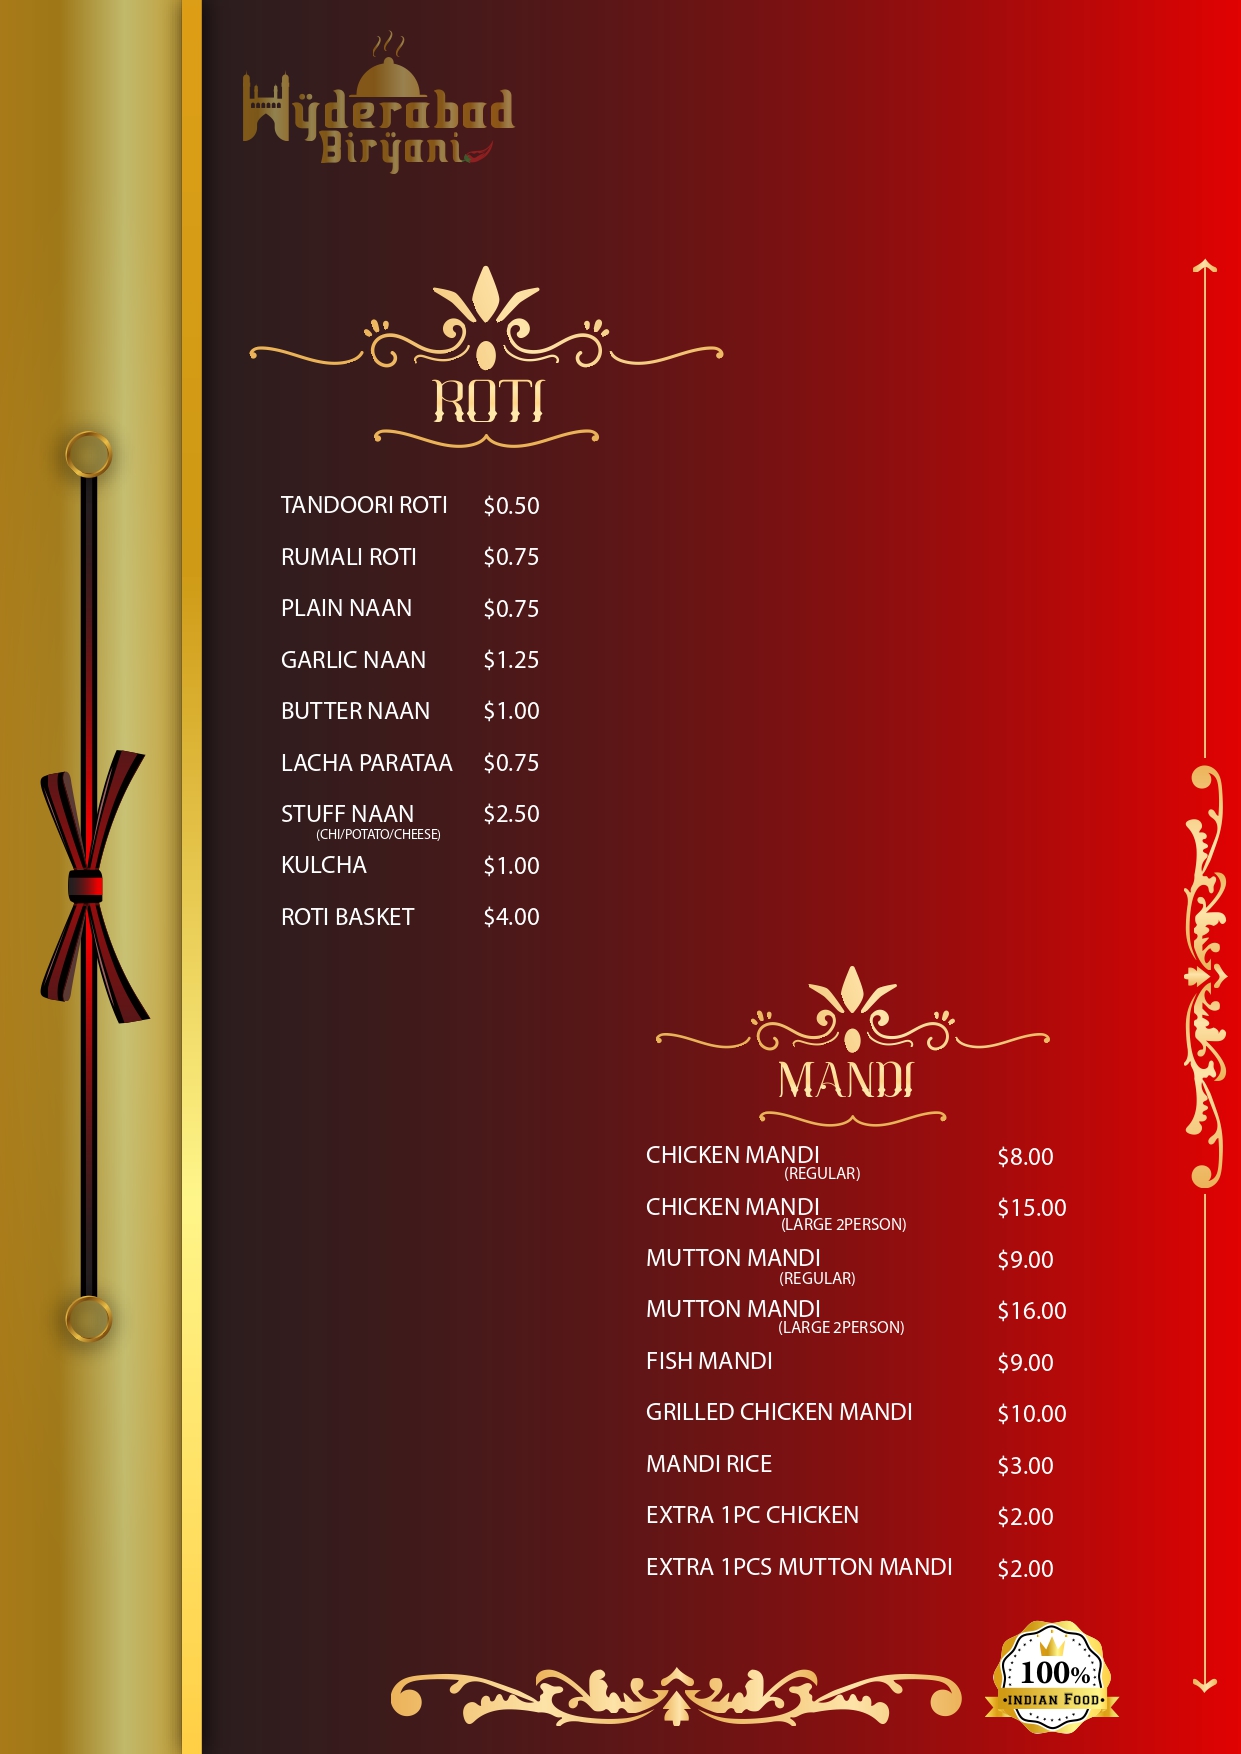 Hÿderabad
Birÿani
ROTI
TANDOORI ROTI $0.50
RUMALI ROTI $0.75
PLAIN NAAN $0.75
GARLIC NAAN $1.25
BUTTER NAAN $1.00
LACHA PARATAA $0.75
STUFF NAAN $2.50
(CHI/POTATO/CHEESE)
KULCHA $1.00
ROTI BASKET $4.00
MANDI
CHICKEN MANDI $8.00
(REGULAR)
CHICKEN MANDI $15.00
(LARGE 2PERSON)
MUTTON MANDI $9.00
(REGULAR)
MUTTON MANDI $16.00
(LARGE 2PERSON)
FISH MANDI $9.00
GRILLED CHICKEN MANDI $10.00
MANDI RICE $3.00
EXTRA 1PC CHICKEN $2.00
EXTRA 1PCS MUTTON MANDI $2.00
100%
•INDIAN FOOD•